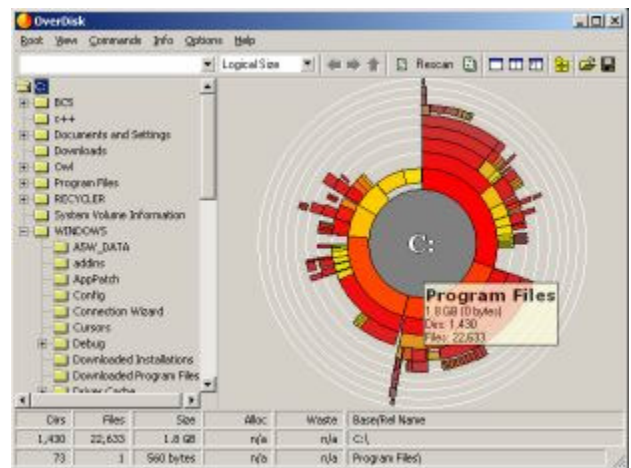 OverDisk
Root View Commands Info Options Help
Logical Size Rescan
C:
BCS
c++
Documents and Settings
Downloads
Owl
Program Files
RECYCLER
System Volume Information
WINDOWS
ASW_DATA
addins
AppPatch
Config
Connection Wizard
Cursors
Debug
Downloaded Installations
Downloaded Program Files
Driver Cache
C:
Program Files
1.8 GB (0 bytes)
Dirs: 1,430
Files: 22,633
Dirs Files Size Alloc Waste Base/Rel Name
1,430 22,633 1.8 GB n/a n/a C:\
73 1 560 bytes n/a n/a Program Files\